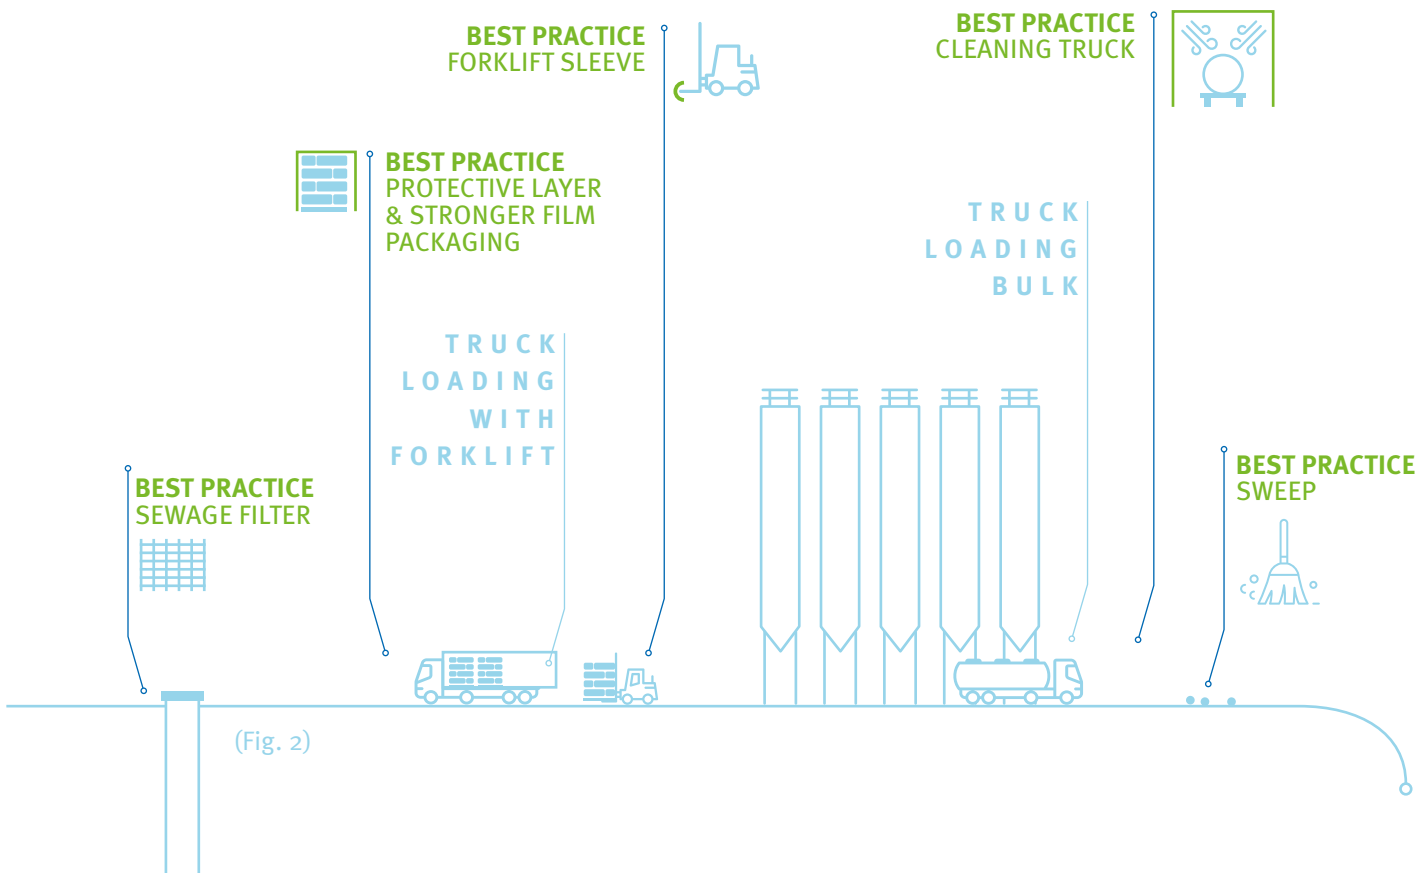 BEST PRACTICE
FORKLIFT SLEEVE
BEST PRACTICE
CLEANING TRUCK
BEST PRACTICE
PROTECTIVE LAYER
& STRONGER FILM
PACKAGING
TRUCK
LOADING
BULK
TRUCK
LOADING
WITH
FORKLIFT
BEST PRACTICE
SEWAGE FILTER
BEST PRACTICE
SWEEP
(Fig. 2)